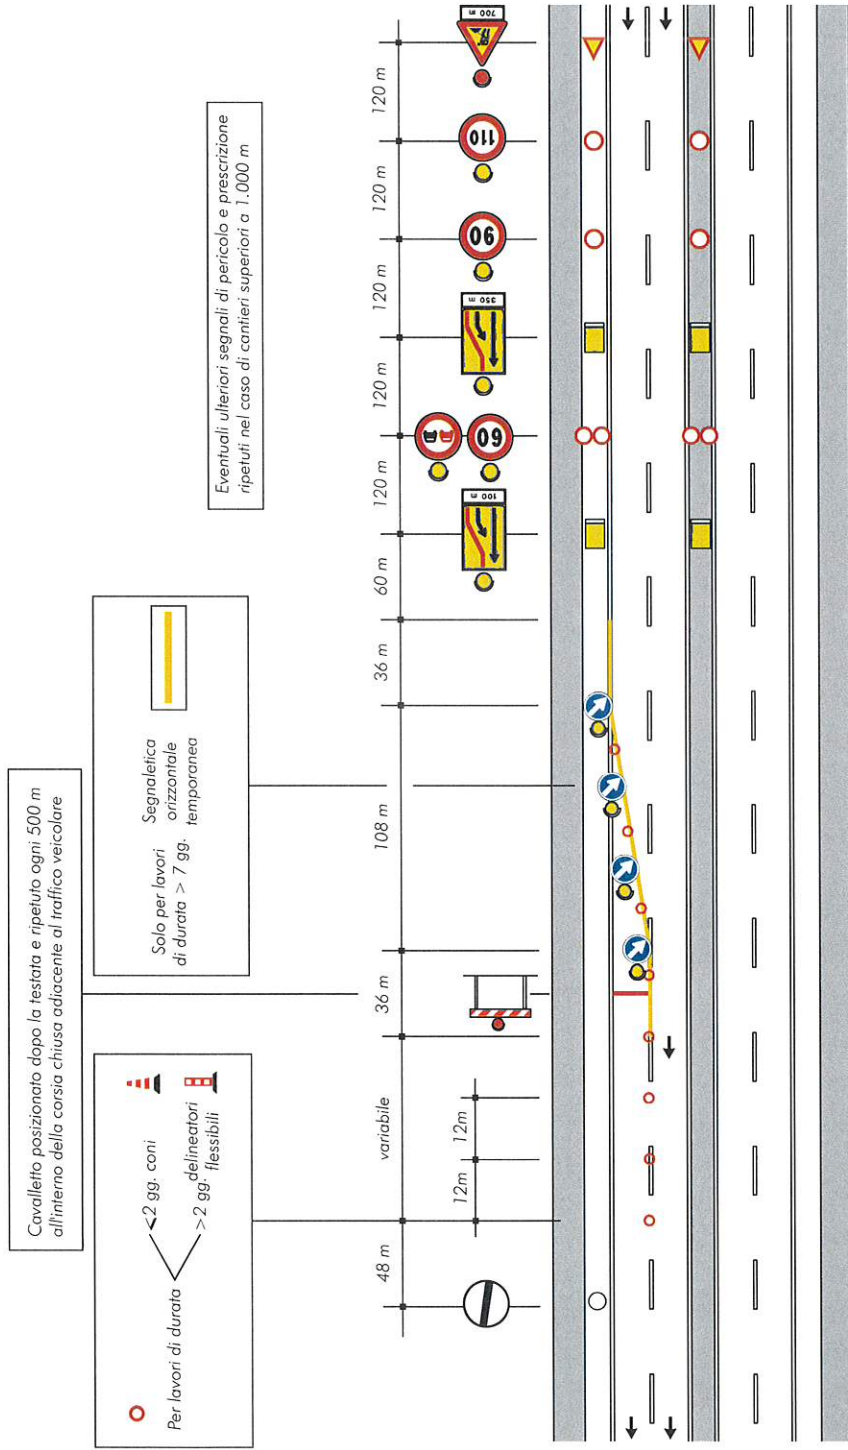 Cavalletto posizionato dopo la testata e ripetuto ogni 500 m
all'interno della corsia chiusa adiacente al traffico veicolare
Per lavori di durata
<2 gg. coni
>2 gg. delineatori
flessibili
Solo per lavori
di durata > 7 gg.
Segnaletica
orizzontale
temporanea
Eventuali ulteriori segnali di pericolo e prescrizione
ripetuti nel caso di cantieri superiori a 1.000 m
48 m
variabile
36 m
108 m
36 m
60 m
120 m
120 m
120 m
120 m
120 m
12m
12m
100 m
60
350 m
90
110
700 m